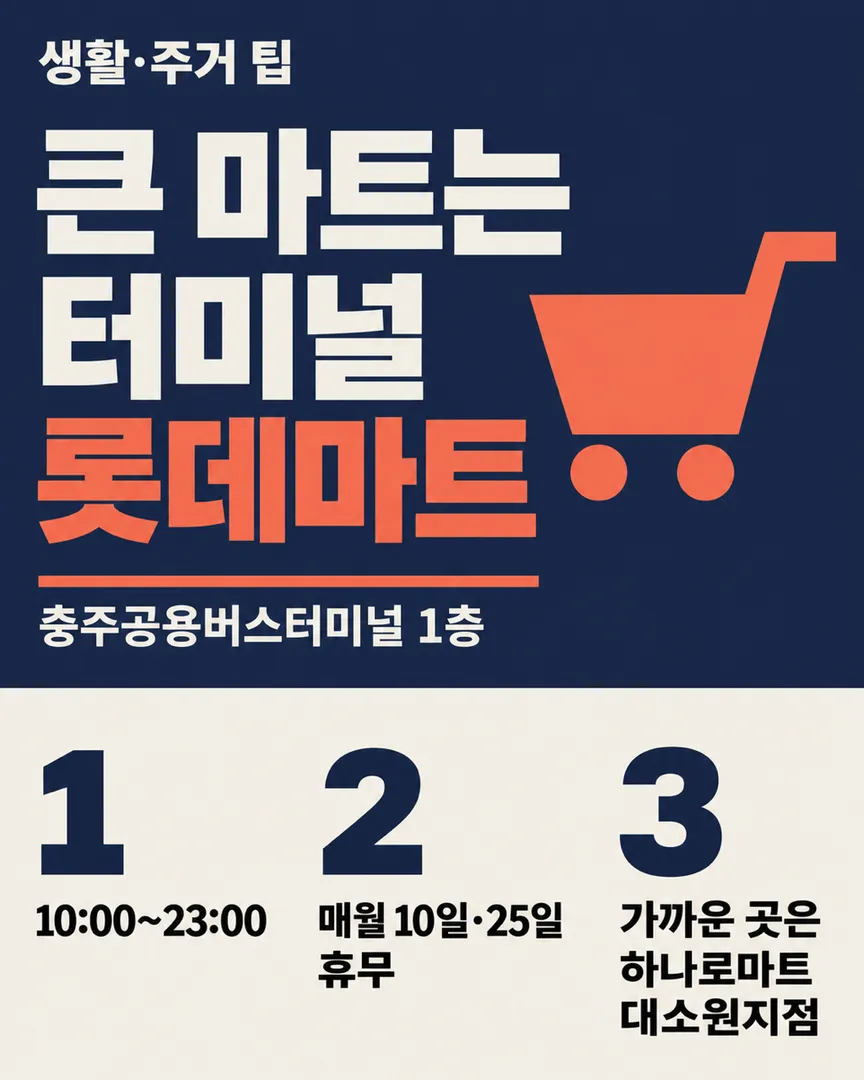 생활·주거 팁
큰 마트는
터미널
롯데마트
충주공용버스터미널 1층
1
10:00~23:00
2
매월 10일·25일
휴무
3
가까운 곳은
하나로마트
대소원지점